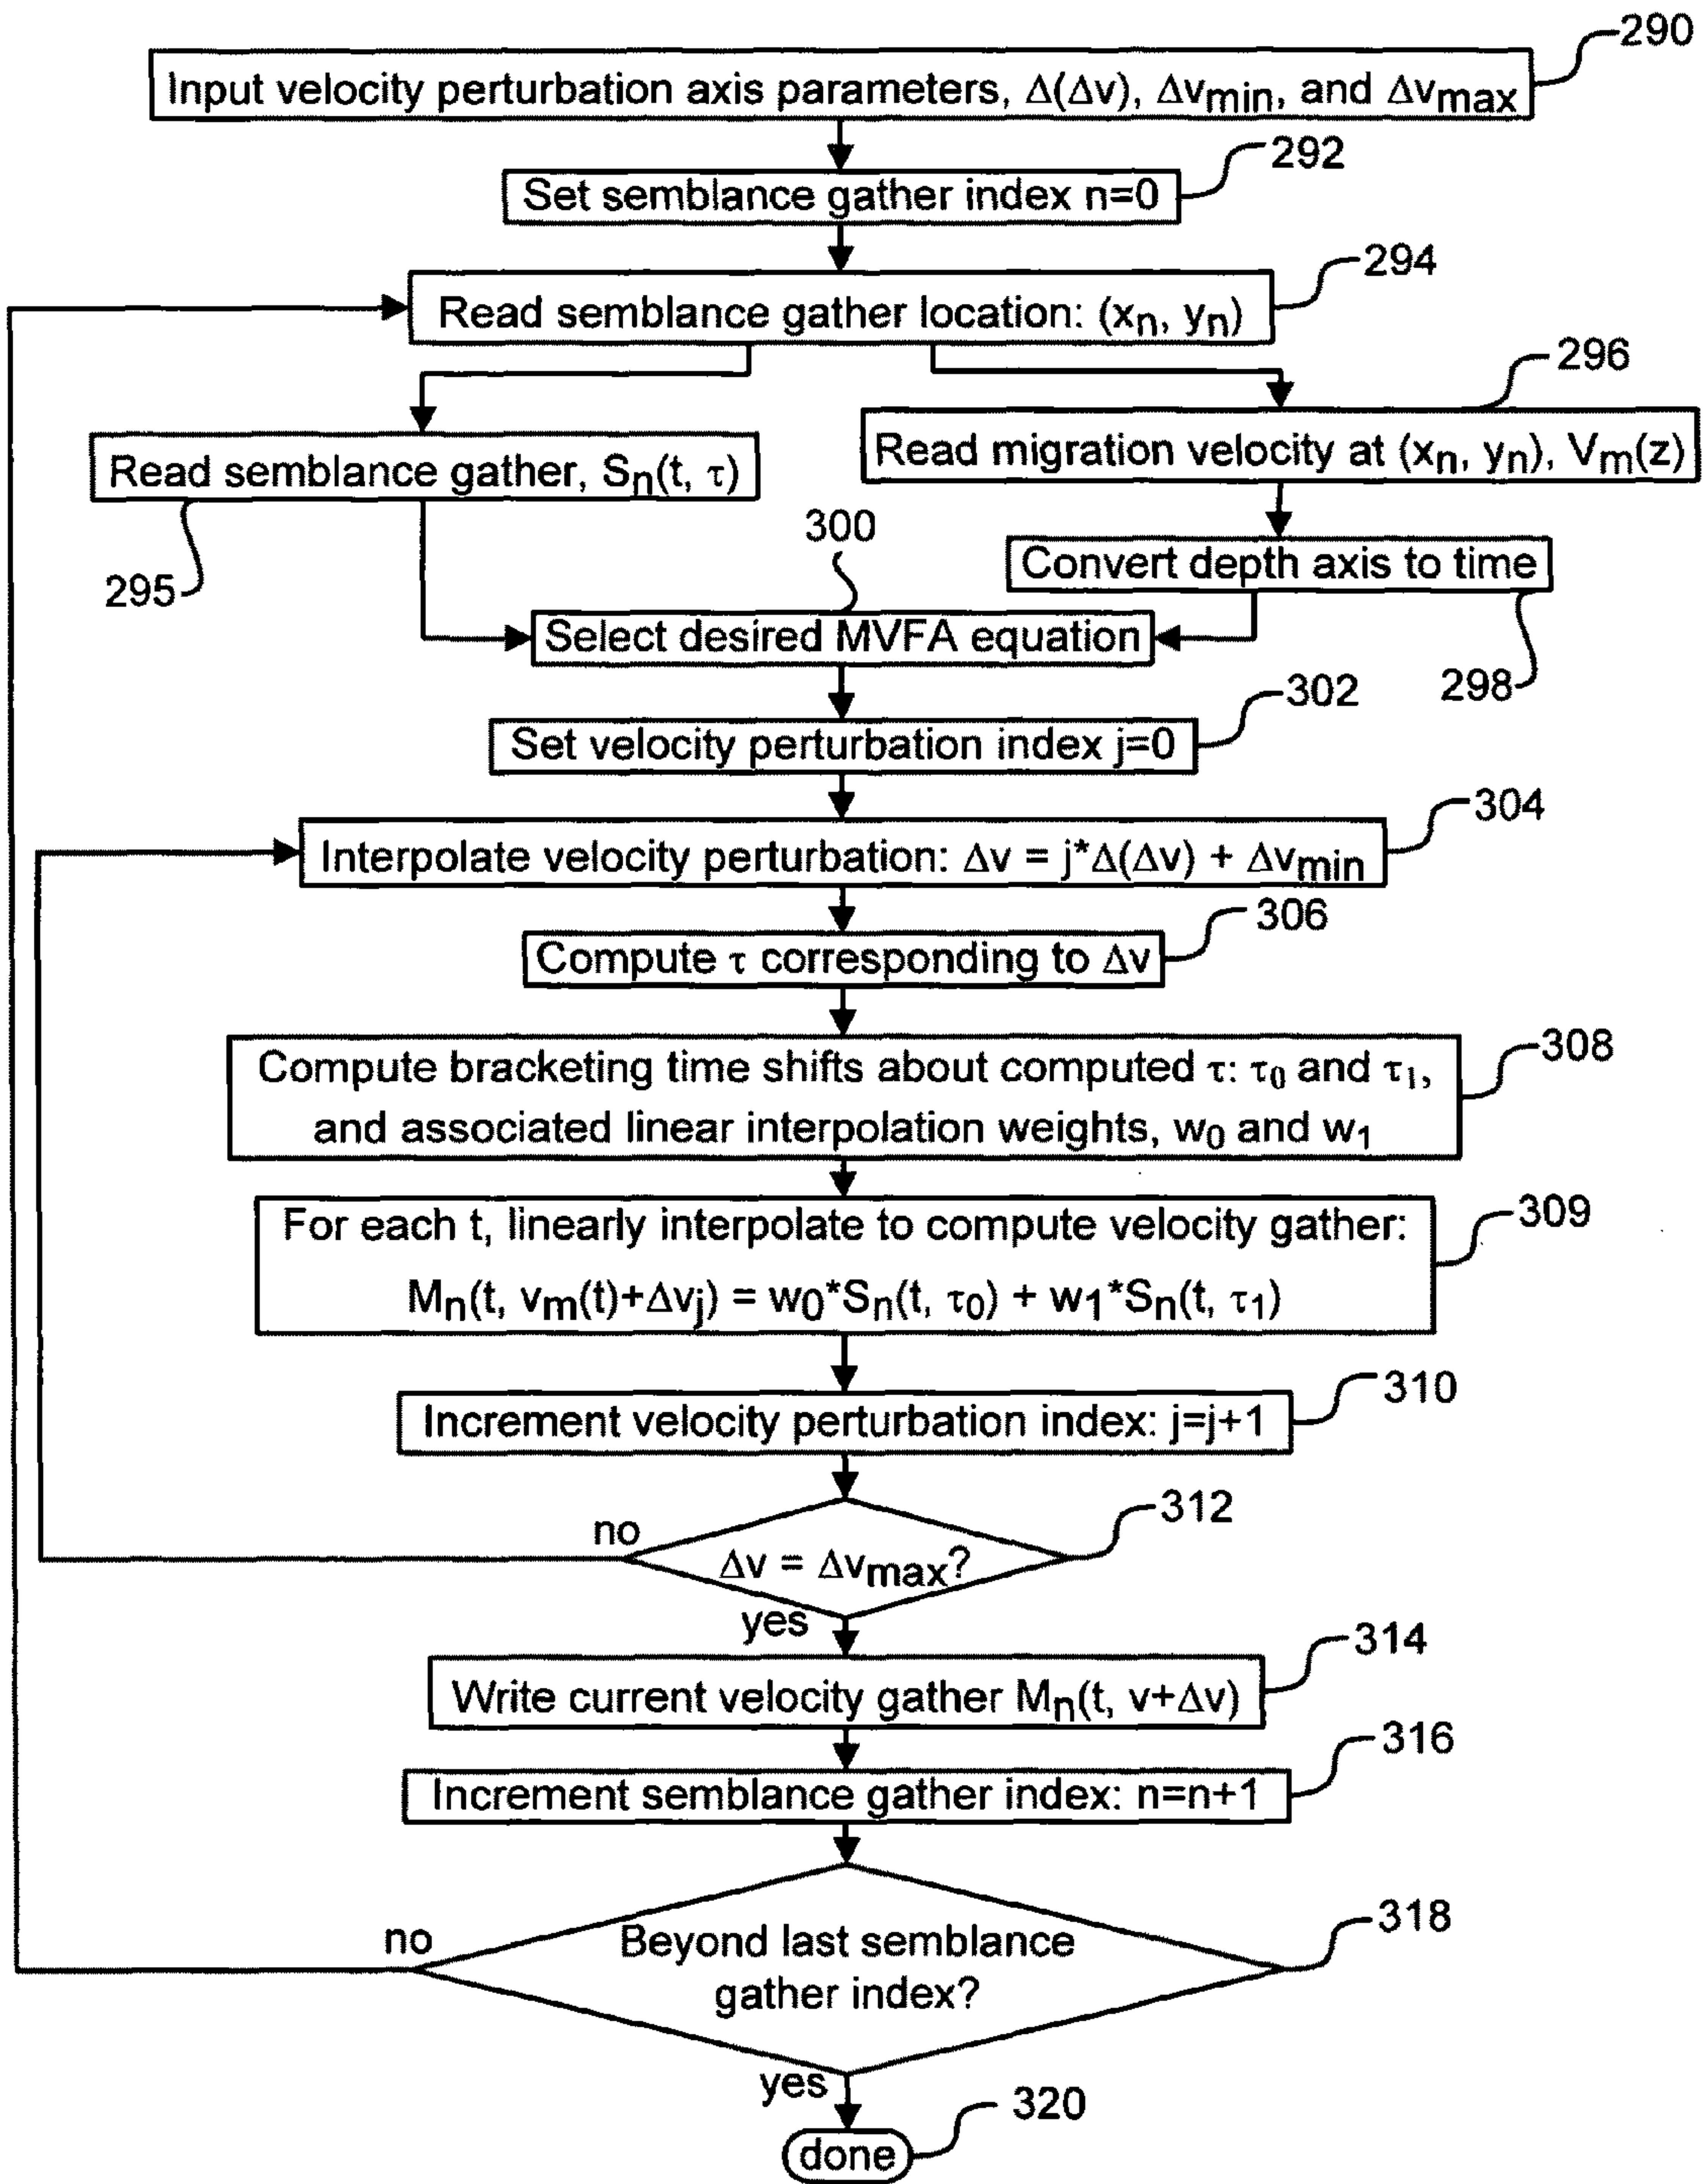 290
Input velocity perturbation axis parameters, Δ(Δv), Δvmin, and Δvmax
292
Set semblance gather index n=0
294
Read semblance gather location: (xn, yn)
296
Read semblance gather, Sn(t, τ)
Read migration velocity at (xn, yn), Vm(z)
295
300
Convert depth axis to time
298
Select desired MVFA equation
302
Set velocity perturbation index j=0
304
Interpolate velocity perturbation: Δv = j*Δ(Δv) + Δvmin
306
Compute τ corresponding to Δv
308
Compute bracketing time shifts about computed τ: τ0 and τ1,
and associated linear interpolation weights, w0 and w1
309
For each t, linearly interpolate to compute velocity gather:
Mn(t, vm(t)+Δvj) = w0*Sn(t, τ0) + w1*Sn(t, τ1)
310
Increment velocity perturbation index: j=j+1
312
no
Δv = Δvmax?
yes
314
Write current velocity gather Mn(t, v+Δv)
316
Increment semblance gather index: n=n+1
318
no
Beyond last semblance
gather index?
yes
320
done